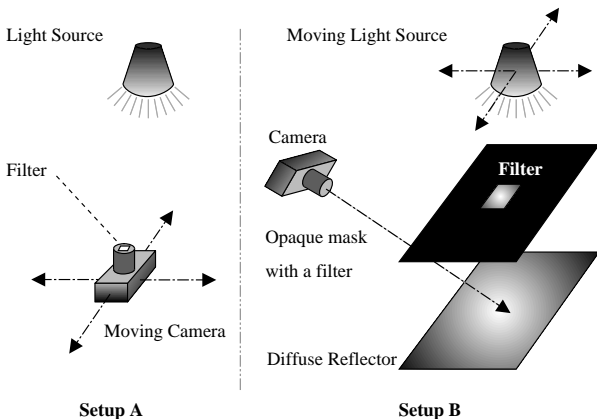 Light Source
Filter
Moving Camera
Setup A
Moving Light Source
Camera
Filter
Opaque mask
with a filter
Diffuse Reflector
Setup B